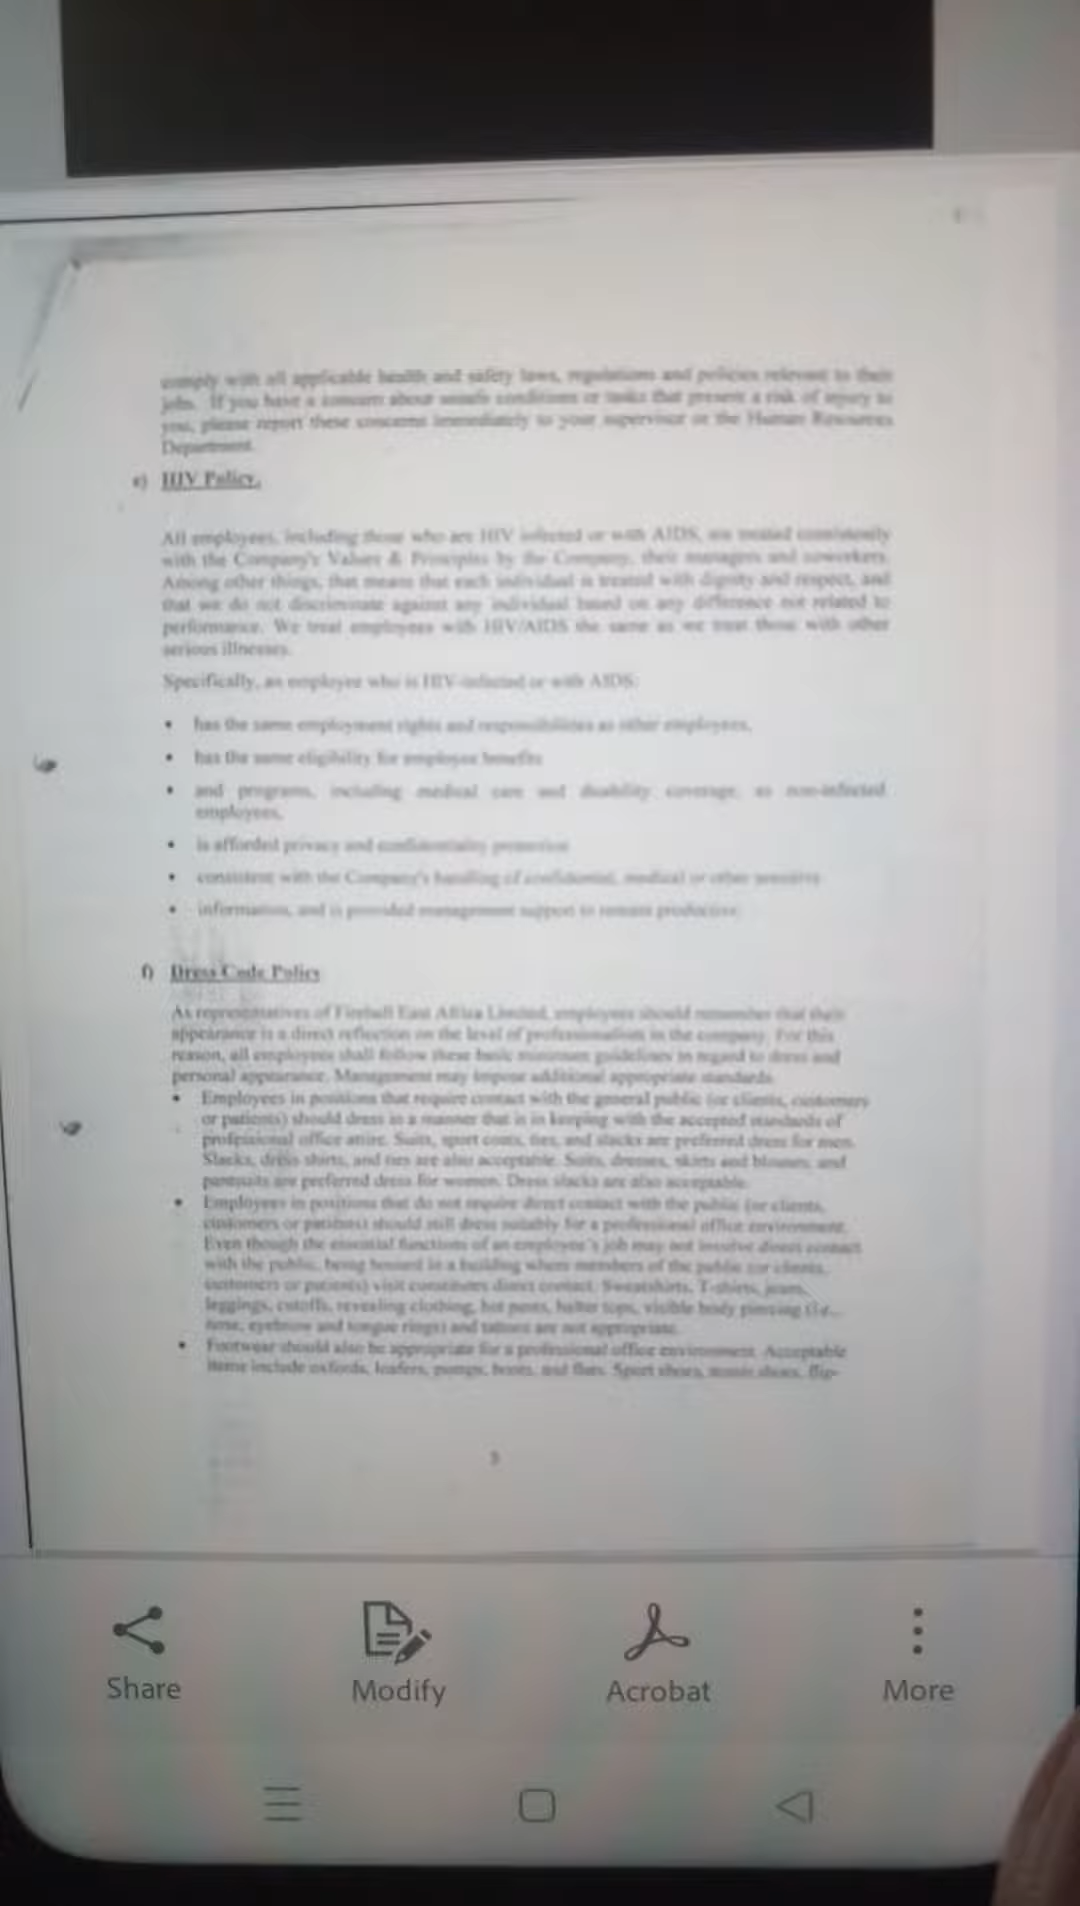 comply with all applicable health and safety laws, regulations and policies relevant to their
jobs. If you have a concern about unsafe conditions or tasks that present a risk of injury to
you, please report these concerns immediately to your supervisor or the Human Resources
Department.
e) HIV Policy.
All employees, including those who are HIV infected or with AIDS, are treated consistently
with the Company's Values & Principles by the Company, their managers and coworkers.
Among other things, that means that each individual is treated with dignity and respect, and
that we do not discriminate against any individual based on any difference not related to
performance. We treat employees with HIV/AIDS the same as we treat those with other
serious illnesses.
Specifically, an employee who is HIV-infected or with AIDS:
• has the same employment rights and responsibilities as other employees,
• has the same eligibility for employee benefits
• and programs, including medical care and disability coverage, as non-infected
employees,
• is afforded privacy and confidentiality protection
• consistent with the Company's handling of confidential, medical or other sensitive
• information, and is provided management support to remain productive.
f) Dress Code Policy
As representatives of East Africa Limited, employees should remember that their
appearance is a direct reflection on the level of professionalism in the company. For this
reason, all employees shall follow these basic minimum guidelines in regard to dress and
personal appearance. Management may impose additional appropriate standards.
• Employees in positions that require contact with the general public (or clients, customers
or patients) should dress in a manner that is in keeping with the accepted standards of
professional office attire. Suits, sport coats, ties, and slacks are preferred dress for men.
Slacks, dress shirts, and ties are also acceptable. Suits, dresses, skirts and blouses, and
pantsuits are preferred dress for women. Dress slacks are also acceptable.
• Employees in positions that do not require direct contact with the public (or clients,
customers or patients) should still dress suitably for a professional office environment.
Even though the essential functions of an employee's job may not involve direct contact
with the public, being housed in a building where members of the public (or clients,
customers or patients) visit constitutes direct contact. Sweatshirts, T-shirts, jeans,
leggings, cutoffs, revealing clothing, hot pants, halter tops, visible body piercing (i.e.,
nose, eyebrow and tongue rings) and tattoos are not appropriate.
• Footwear should also be appropriate for a professional office environment. Acceptable
items include oxfords, loafers, pumps, boots, and flats. Sport shoes, tennis shoes, flip-
3
Share Modify Acrobat More